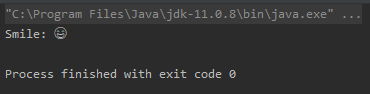 "C:\Program Files\Java\jdk-11.0.8\bin\java.exe" ...
Smile: 😄
Process finished with exit code 0